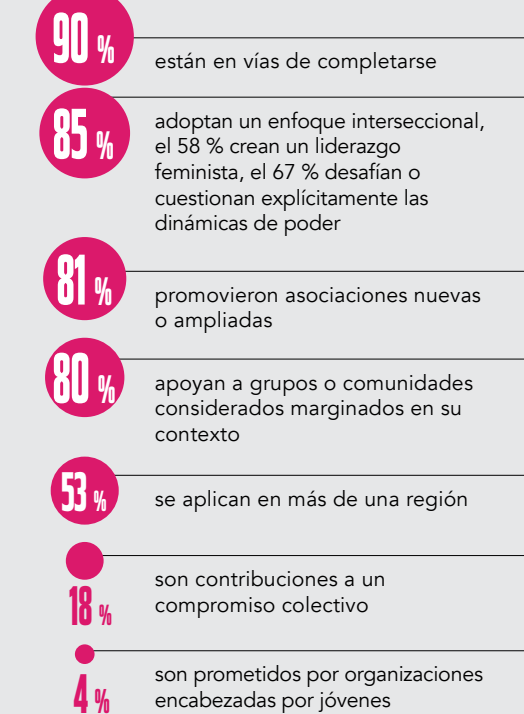 90 %
están en vías de completarse
85 %
adoptan un enfoque interseccional,
el 58 % crean un liderazgo
feminista, el 67 % desafían o
cuestionan explícitamente las
dinámicas de poder
81 %
promovieron asociaciones nuevas
o ampliadas
80 %
apoyan a grupos o comunidades
considerados marginados en su
contexto
53 %
se aplican en más de una región
18 %
son contribuciones a un
compromiso colectivo
4 %
son prometidos por organizaciones
encabezadas por jóvenes